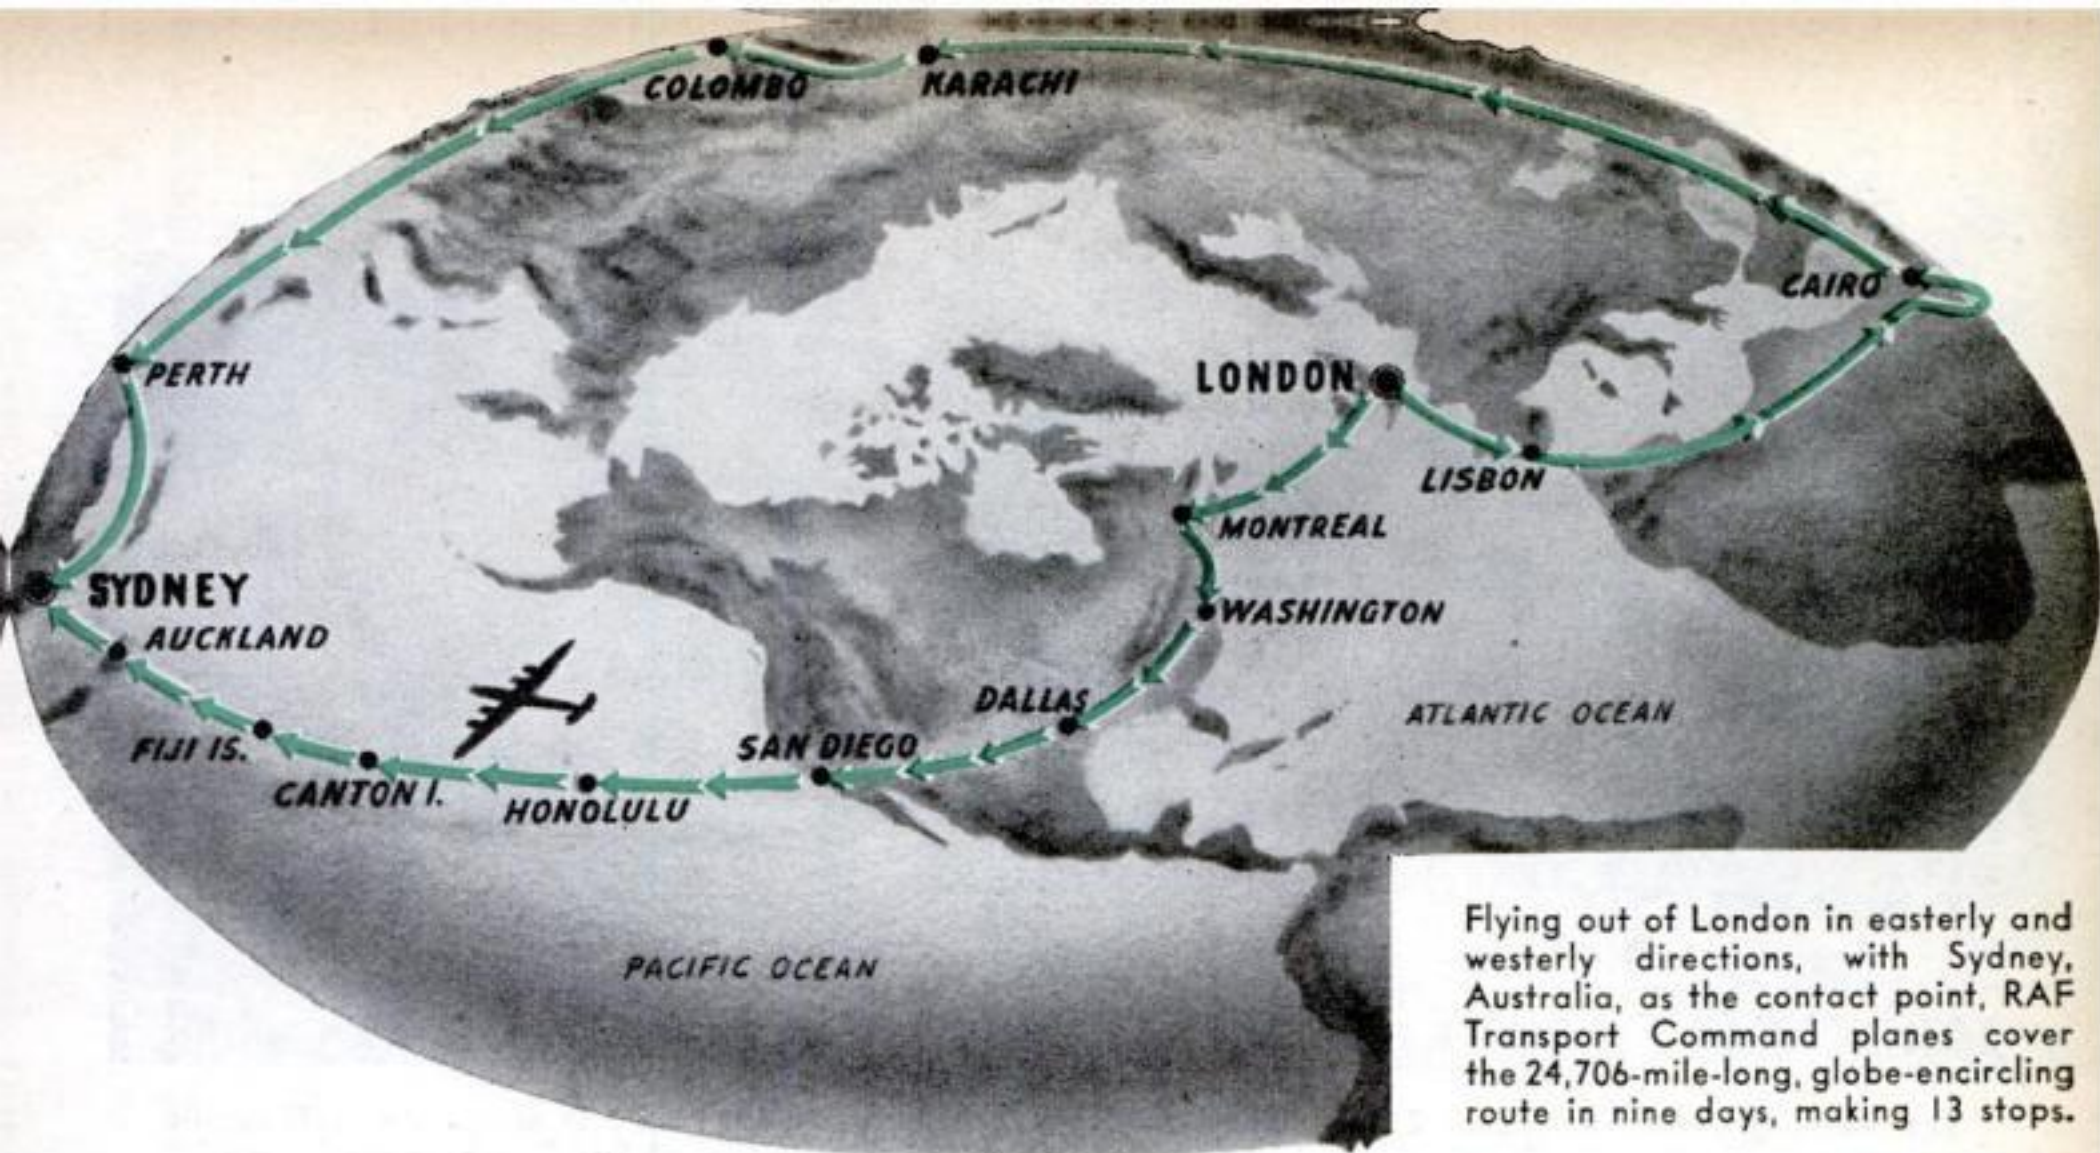 COLOMBO
KARACHI
CAIRO
PERTH
LONDON
LISBON
MONTREAL
SYDNEY
WASHINGTON
AUCKLAND
DALLAS
ATLANTIC OCEAN
FIJI IS.
SAN DIEGO
CANTON I.
HONOLULU
PACIFIC OCEAN
Flying out of London in easterly and
westerly directions, with Sydney,
Australia, as the contact point, RAF
Transport Command planes cover
the 24,706-mile-long, globe-encircling
route in nine days, making 13 stops.